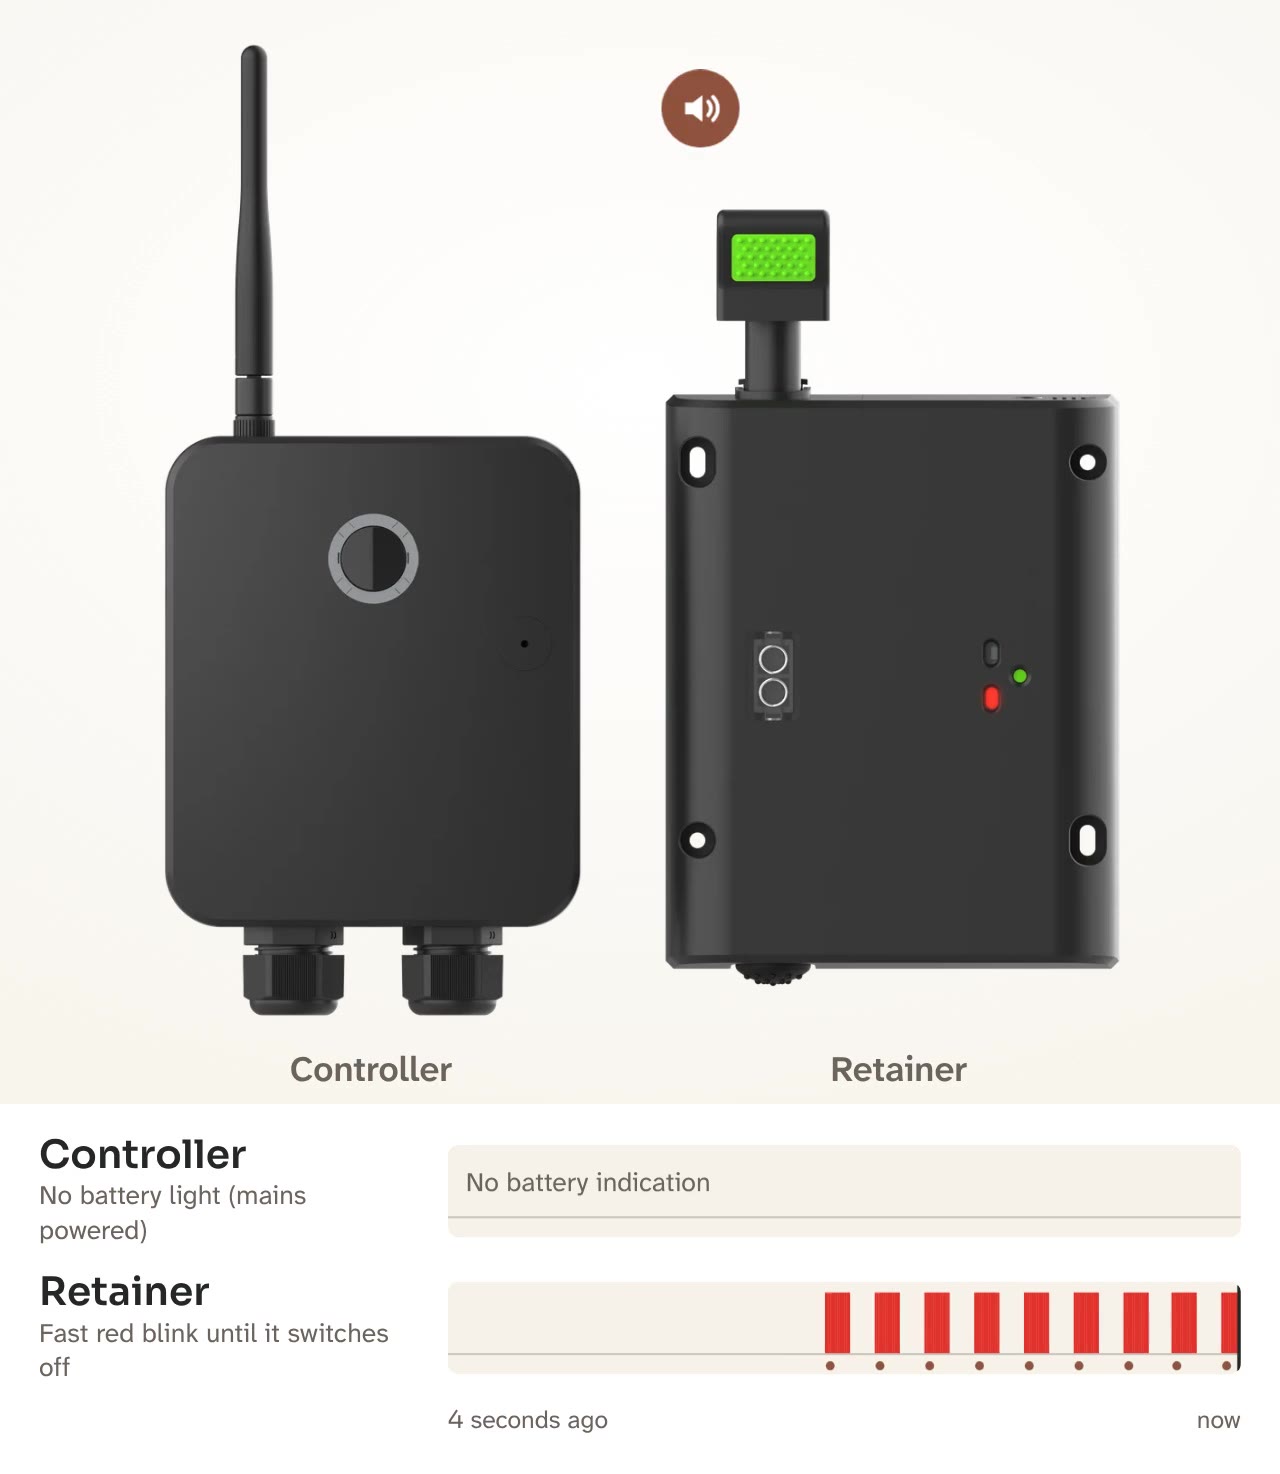 Controller
Retainer
Controller
No battery light (mains
powered)
No battery indication
Retainer
Fast red blink until it switches
off
4 seconds ago
now